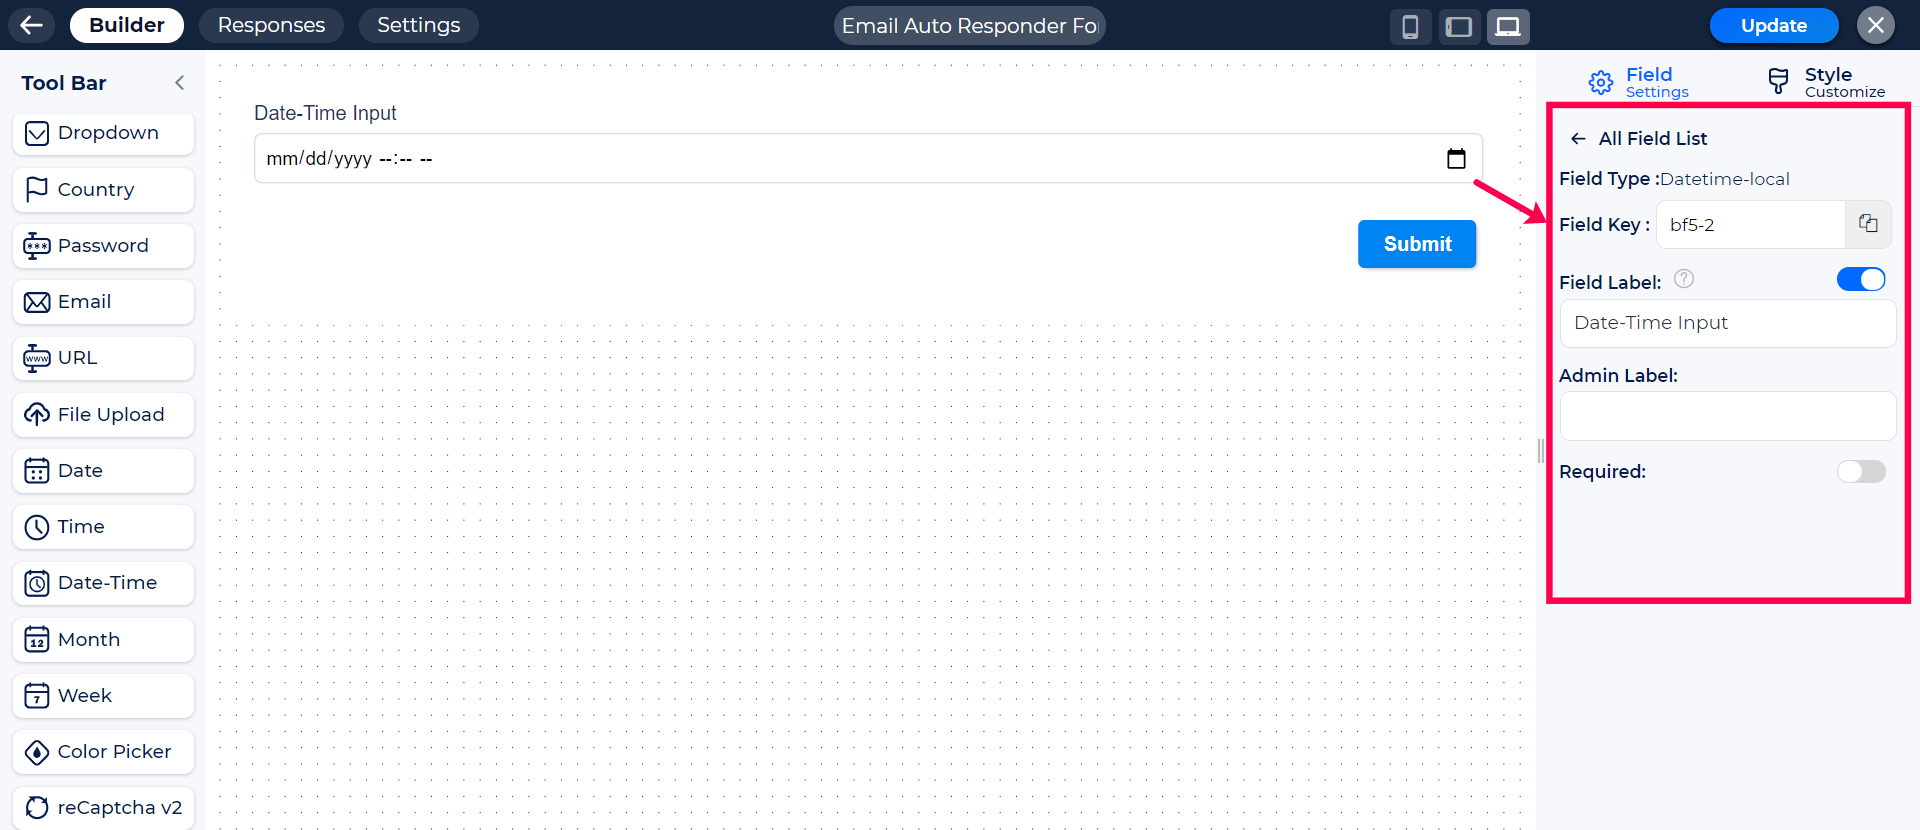 Builder
Responses
Settings
Email Auto Responder Fo
Update
Tool Bar
Dropdown
Country
Password
Email
URL
File Upload
Date
Time
Date-Time
Month
Week
Color Picker
reCaptcha v2
Date-Time Input
mm/dd/yyyy --:-- --
Submit
Field
Settings
Style
Customize
All Field List
Field Type :Datetime-local
Field Key : bf5-2
Field Label: ?
Date-Time Input
Admin Label:
Required: